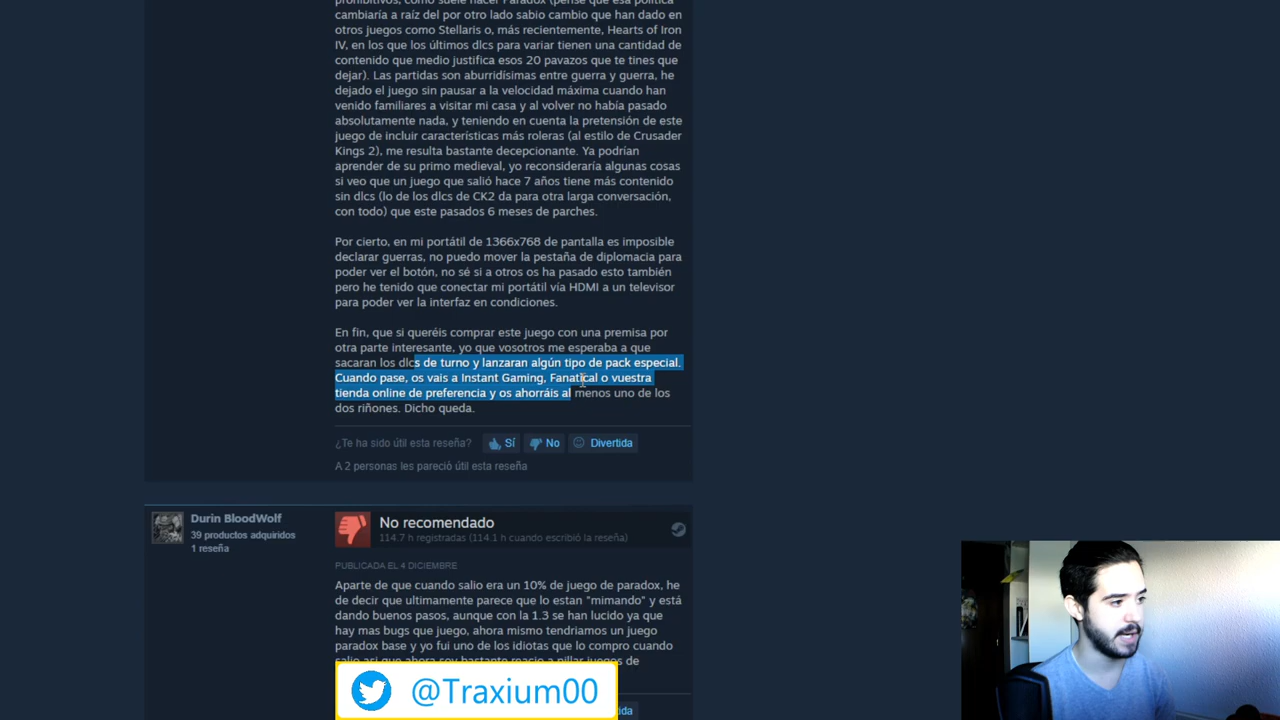 prohibitivos, como suele hacer Paradox (pensé que esa política
cambiaría a raíz del por otro lado sabio cambio que han dado en
otros juegos como Stellaris o, más recientemente, Hearts of Iron
IV, en los que los últimos dlcs para variar tienen una cantidad de
contenido que medio justifica esos 20 pavazos que te tines que
dejar). Las partidas son aburridísimas entre guerra y guerra, he
dejado el juego sin pausar a la velocidad máxima cuando han
venido familiares a visitar mi casa y al volver no había pasado
absolutamente nada, y teniendo en cuenta la pretensión de este
juego de incluir características más roleras (al estilo de Crusader
Kings 2), me resulta bastante decepcionante. Ya podrían
aprender de su primo medieval, yo reconsideraría algunas cosas
si veo que un juego que salió hace 7 años tiene más contenido
sin dlcs (lo de los dlcs de CK2 da para otra larga conversación,
con todo) que este pasados 6 meses de parches.
Por cierto, en mi portátil de 1366x768 de pantalla es imposible
declarar guerras, no puedo mover la pestaña de diplomacia para
poder ver el botón, no sé si a otros os ha pasado esto también
pero he tenido que conectar mi portátil vía HDMI a un televisor
para poder ver la interfaz en condiciones.
En fin, que si queréis comprar este juego con una premisa por
otra parte interesante, yo que vosotros me esperaba a que
sacaran los dlcs de turno y lanzaran algún tipo de pack especial.
Cuando pase, os vais a Instant Gaming, Fanatical o vuestra
tienda online de preferencia y os ahorráis al menos uno de los
dos riñones. Dicho queda.
¿Te ha sido útil esta reseña? Sí No Divertida
A 2 personas les pareció útil esta reseña
Durin BloodWolf
39 productos adquiridos
1 reseña
No recomendado
114.7 h registradas (114.1 h cuando escribió la reseña)
PUBLICADA EL 4 DICIEMBRE
Aparte de que cuando salio era un 10% de juego de paradox, he
de decir que ultimamente parece que lo estan "mimando" y está
dando buenos pasos, aunque con la 1.3 se han lucido ya que
hay mas bugs que juego, ahora mismo tendriamos un juego
paradox base y yo fui uno de los idiotas que lo compro cuando
salio asi que ahora soy bastante reacio a pillar juegos de
@Traxium00